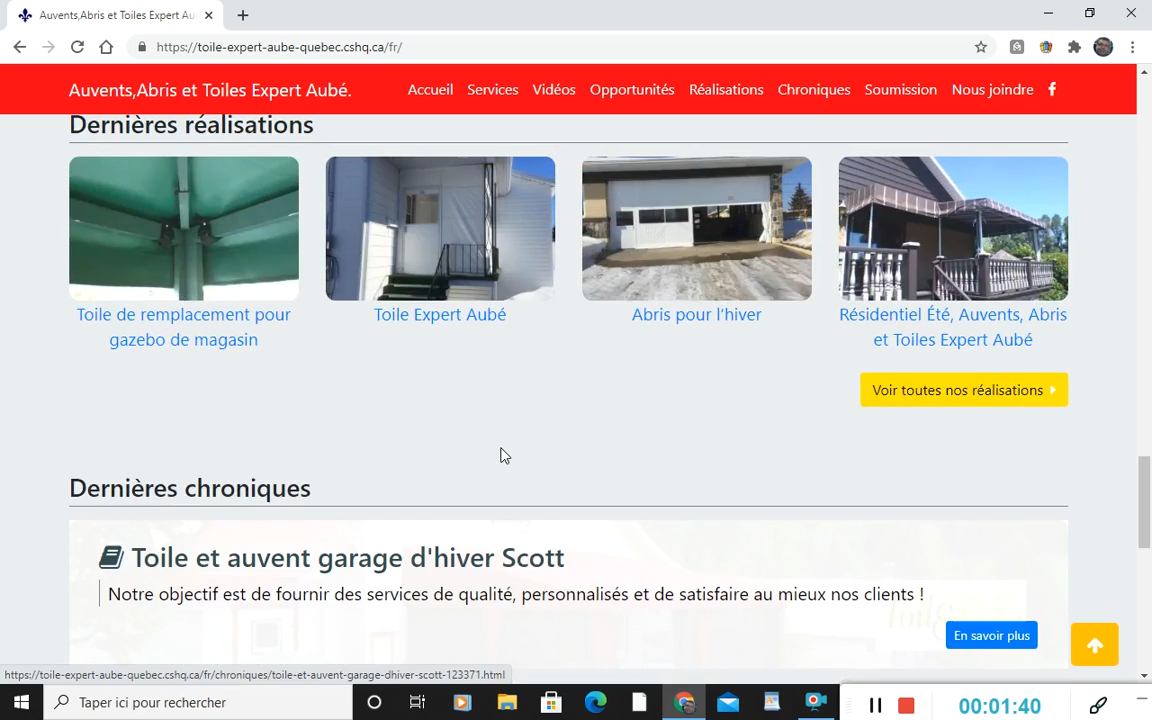 Auvents,Abris et Toiles Expert Au
https://toile-expert-aube-quebec.cshq.ca/fr/
Auvents,Abris et Toiles Expert Aubé.
Accueil Services Vidéos Opportunités Réalisations Chroniques Soumission Nous joindre
Dernières réalisations
Toile de remplacement pour
gazebo de magasin
Toile Expert Aubé
Abris pour l’hiver
Résidentiel Été, Auvents, Abris
et Toiles Expert Aubé
Voir toutes nos réalisations
Dernières chroniques
Toile et auvent garage d'hiver Scott
Notre objectif est de fournir des services de qualité, personnalisés et de satisfaire au mieux nos clients !
En savoir plus
https://toile-expert-aube-quebec.cshq.ca/fr/chroniques/toile-et-auvent-garage-dhiver-scott-123371.html
Taper ici pour rechercher
00:01:40